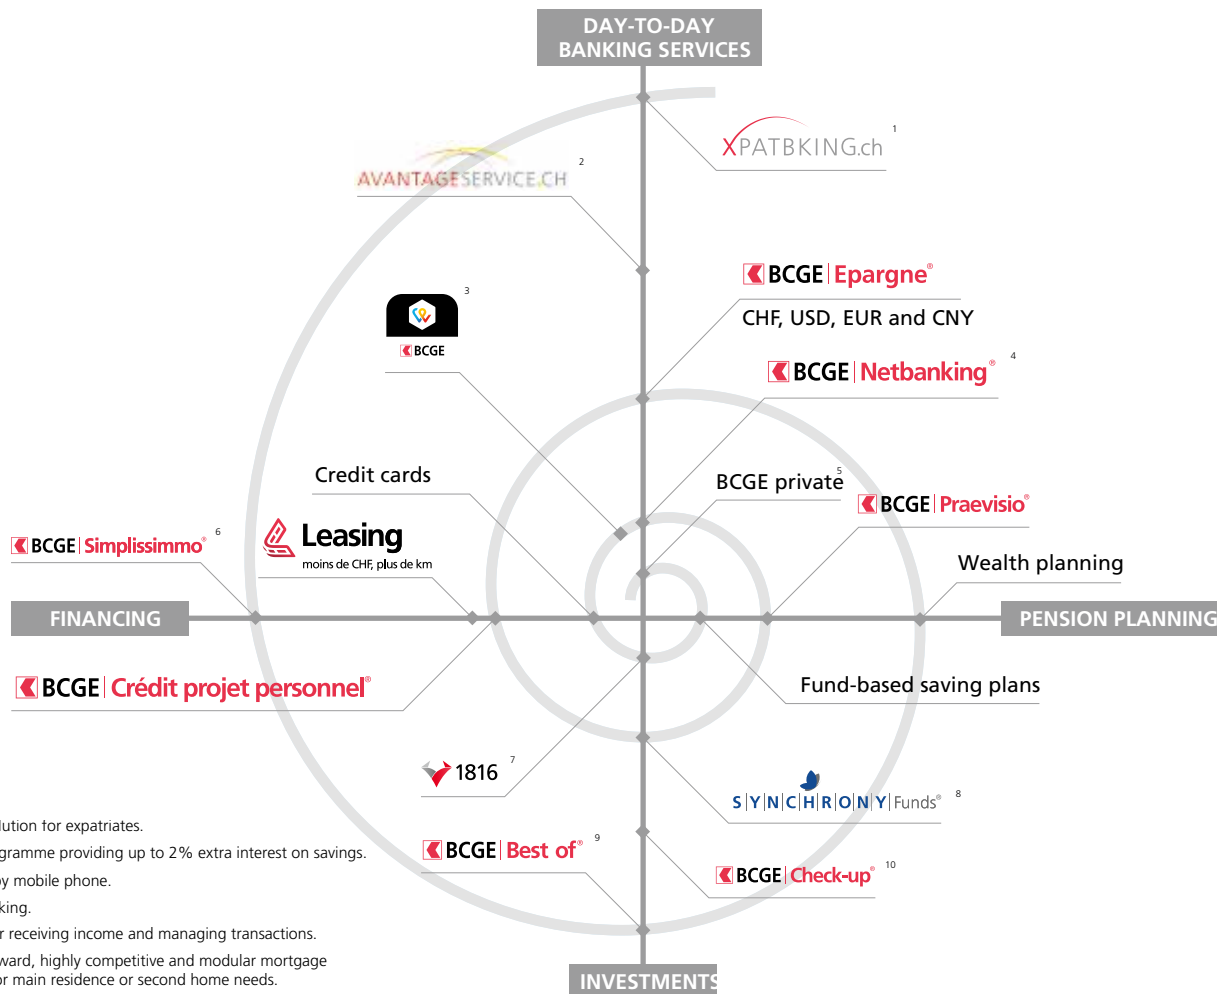 DAY-TO-DAY
BANKING SERVICES
XPATBKING.ch 1
AVANTAGESERVICE.CH 2
BCGE Epargne®
CHF, USD, EUR and CNY
3
BCGE
BCGE Netbanking® 4
Credit cards
BCGE private 5
BCGE Praevisio®
BCGE Simplissimmo® 6
Leasing
moins de CHF, plus de km
Wealth planning
FINANCING
PENSION PLANNING
BCGE Crédit projet personnel®
Fund-based saving plans
1816 7
S|Y|N|C|H|R|O|N|Y|Funds® 8
BCGE Best of® 9
BCGE Check-up® 10
INVESTMENTS
for expatriates.
providing up to 2% extra interest on savings.
by mobile phone.
receiving income and managing transactions.
highly competitive and modular mortgage
or main residence or second home needs.